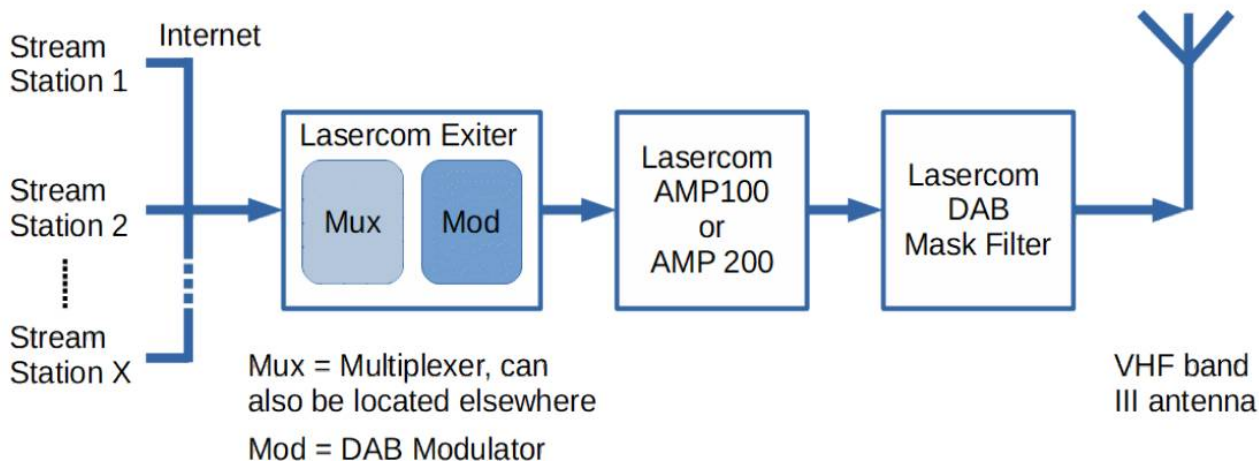 Internet
Stream
Station 1
Stream
Station 2
Stream
Station X
Lasercom Exiter
Mux
Mod
Lasercom
AMP100
or
AMP 200
Lasercom
DAB
Mask Filter
Mux = Multiplexer, can
also be located elsewhere
Mod = DAB Modulator
VHF band
III antenna